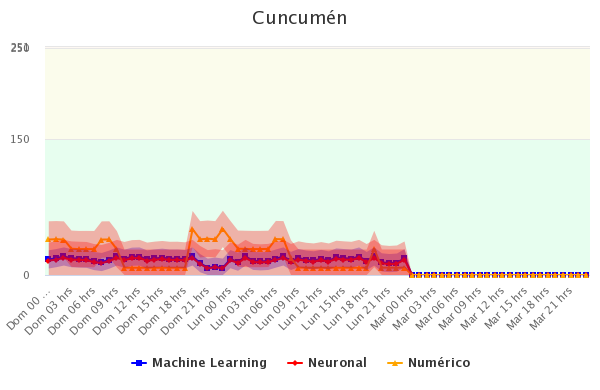 Cuncumén
250
150
0
Dom 00 ...
Dom 03 hrs
Dom 06 hrs
Dom 09 hrs
Dom 12 hrs
Dom 15 hrs
Dom 18 hrs
Dom 21 hrs
Lun 00 hrs
Lun 03 hrs
Lun 06 hrs
Lun 09 hrs
Lun 12 hrs
Lun 15 hrs
Lun 18 hrs
Lun 21 hrs
Mar 00 hrs
Mar 03 hrs
Mar 06 hrs
Mar 09 hrs
Mar 12 hrs
Mar 15 hrs
Mar 18 hrs
Mar 21 hrs
Machine Learning Neuronal Numérico